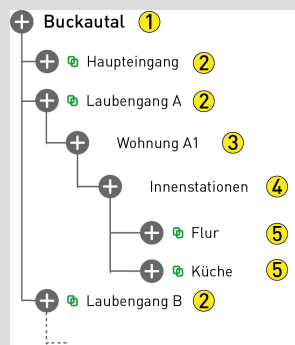 Buckautal 1
Haupteingang 2
Laubengang A 2
Wohnung A1 3
Innenstationen 4
Flur 5
Küche 5
Laubengang B 2